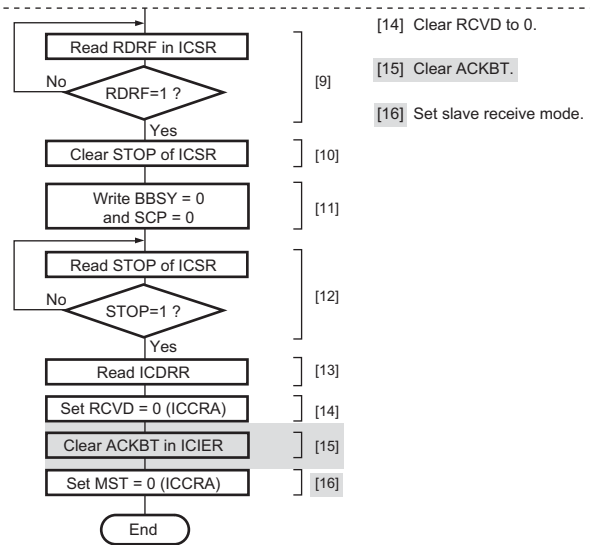 [14] Clear RCVD to 0.
Read RDRF in ICSR
[15] Clear ACKBT.
No
RDRF=1 ?
[9]
[16] Set slave receive mode.
Yes
Clear STOP of ICSR
[10]
Write BBSY = 0
and SCP = 0
[11]
Read STOP of ICSR
No
STOP=1 ?
[12]
Yes
Read ICDRR
[13]
Set RCVD = 0 (ICCRA)
[14]
Clear ACKBT in ICIER
[15]
Set MST = 0 (ICCRA)
[16]
End